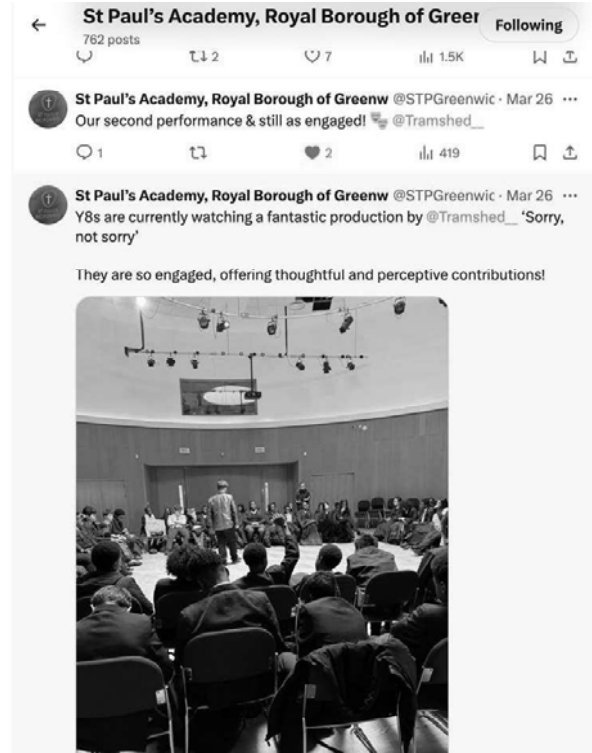 St Paul's Academy, Royal Borough of Green
Following
762 posts
2
7
1.5K
St Paul's Academy, Royal Borough of Greenw @STPGreenwic · Mar 26
Our second performance & still as engaged! @Tramshed__
1
2
419
St Paul's Academy, Royal Borough of Greenw @STPGreenwic · Mar 26
Y8s are currently watching a fantastic production by @Tramshed__ ‘Sorry,
not sorry’
They are so engaged, offering thoughtful and perceptive contributions!